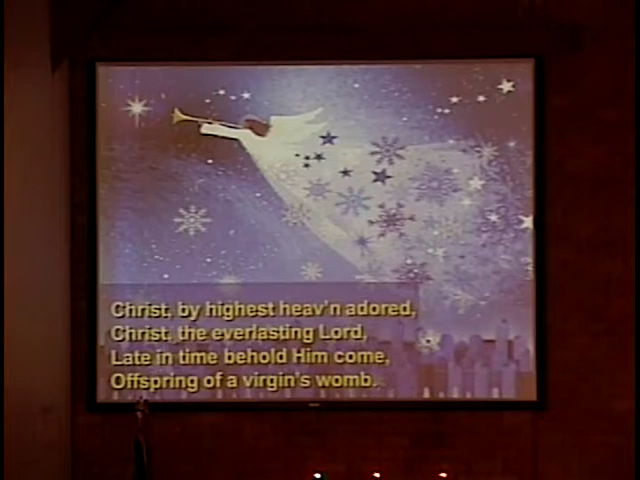 Christ, by highest heav'n adored,
Christ, the everlasting Lord,
Late in time behold Him come,
Offspring of a virgin's womb.